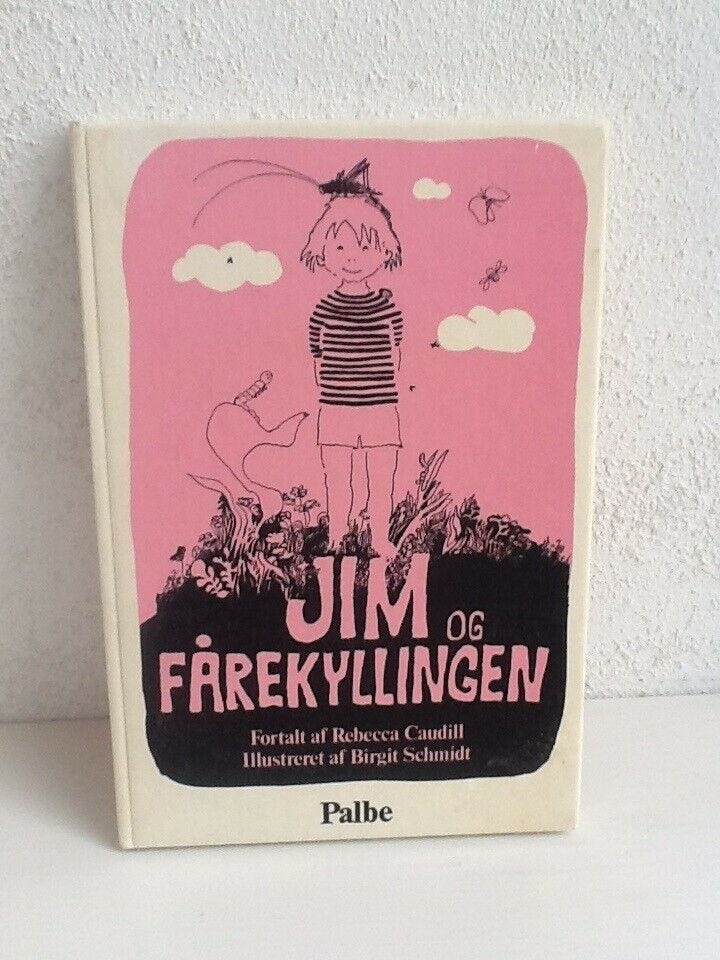 JIM OG
FÅREKYLLINGEN
Fortalt af Rebecca Caudill
Illustreret af Birgit Schmidt
Palbe